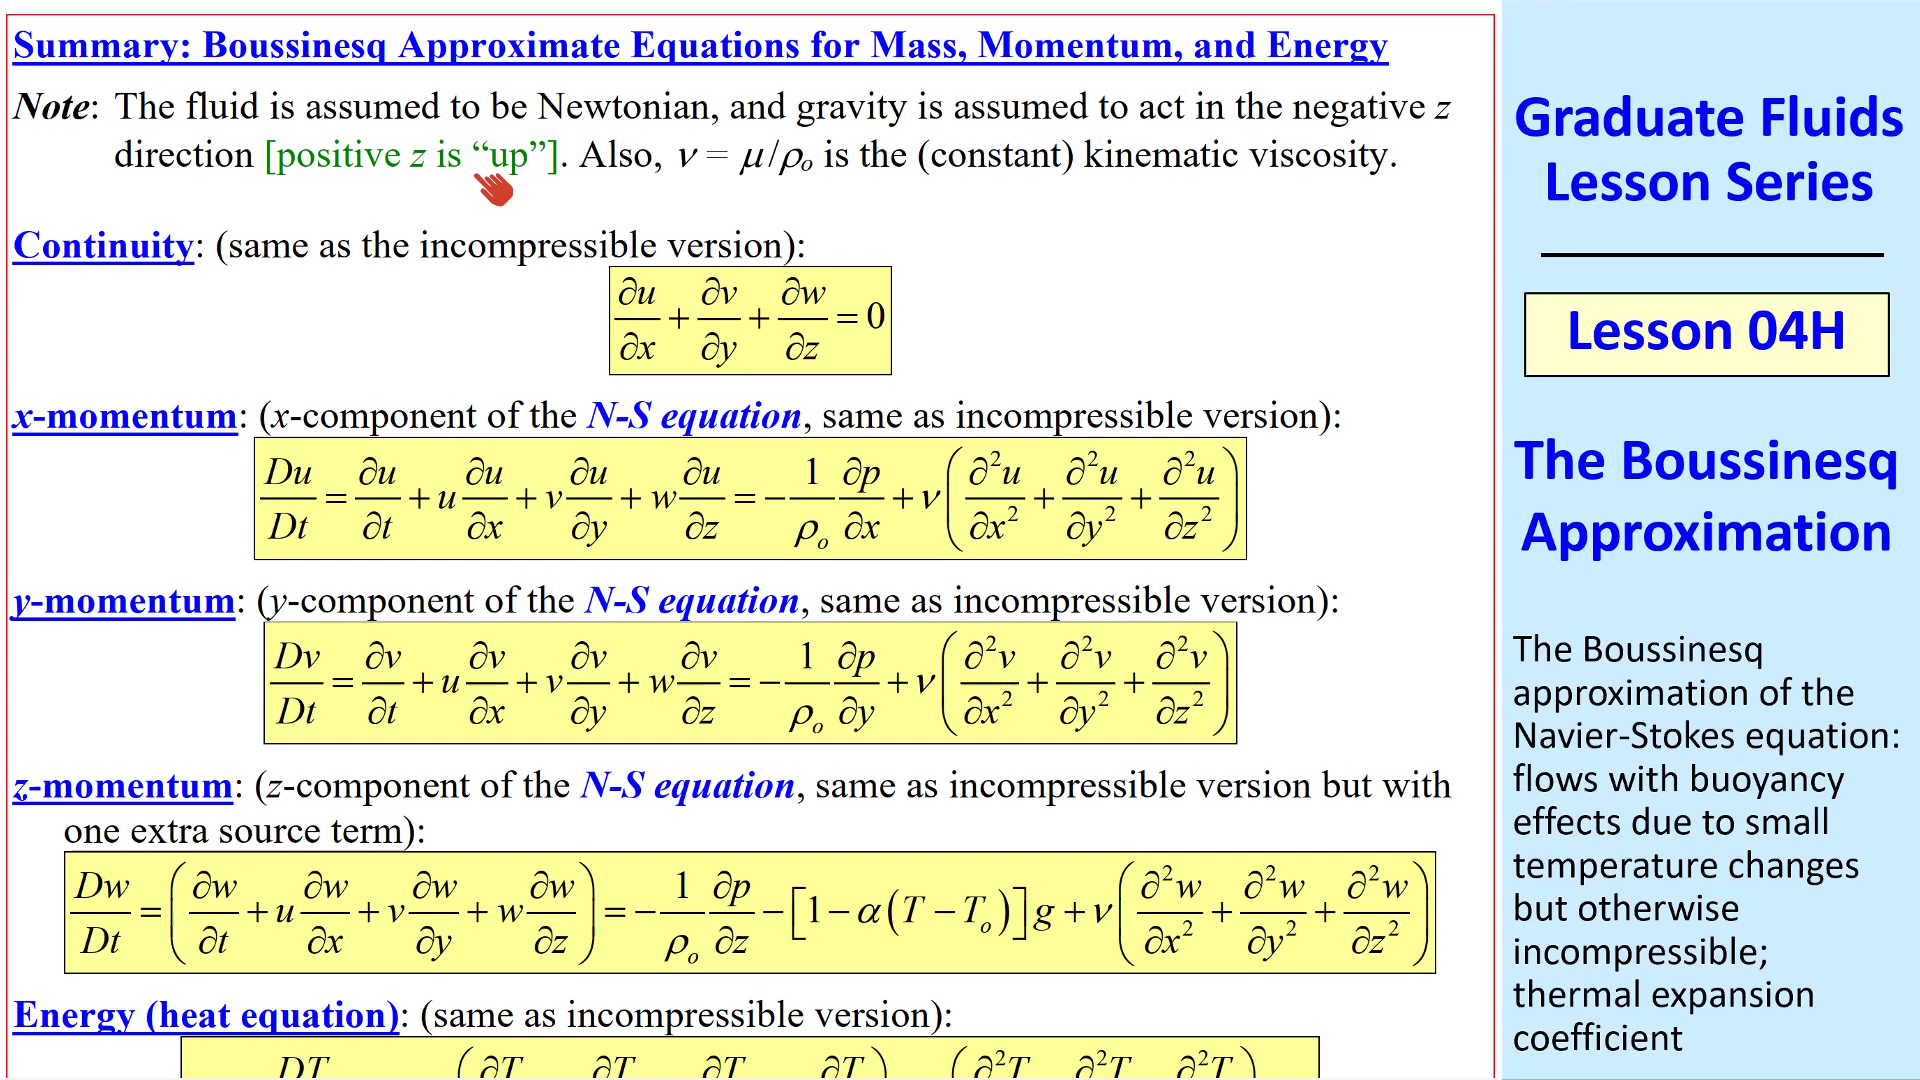 Summary: Boussinesq Approximate Equations for Mass, Momentum, and Energy
Note: The fluid is assumed to be Newtonian, and gravity is assumed to act in the negative z
direction [positive z is “up”]. Also, ν = μ/ρₒ is the (constant) kinematic viscosity.
Continuity: (same as the incompressible version):
∂u/∂x + ∂v/∂y + ∂w/∂z = 0
x-momentum: (x-component of the N-S equation, same as incompressible version):
Du/Dt = ∂u/∂t + u ∂u/∂x + v ∂u/∂y + w ∂u/∂z = − 1/ρₒ ∂p/∂x + ν(∂²u/∂x² + ∂²u/∂y² + ∂²u/∂z²)
y-momentum: (y-component of the N-S equation, same as incompressible version):
Dv/Dt = ∂v/∂t + u ∂v/∂x + v ∂v/∂y + w ∂v/∂z = − 1/ρₒ ∂p/∂y + ν(∂²v/∂x² + ∂²v/∂y² + ∂²v/∂z²)
z-momentum: (z-component of the N-S equation, same as incompressible version but with
one extra source term):
Dw/Dt = (∂w/∂t + u ∂w/∂x + v ∂w/∂y + w ∂w/∂z) = − 1/ρₒ ∂p/∂z − [1 − α(T − Tₒ)]g + ν(∂²w/∂x² + ∂²w/∂y² + ∂²w/∂z²)
Energy (heat equation): (same as incompressible version):
DT (∂T ∂T ∂T ∂T) (∂²T ∂²T ∂²T)
Graduate Fluids
Lesson Series
Lesson 04H
The Boussinesq
Approximation
The Boussinesq
approximation of the
Navier-Stokes equation:
flows with buoyancy
effects due to small
temperature changes
but otherwise
incompressible;
thermal expansion
coefficient